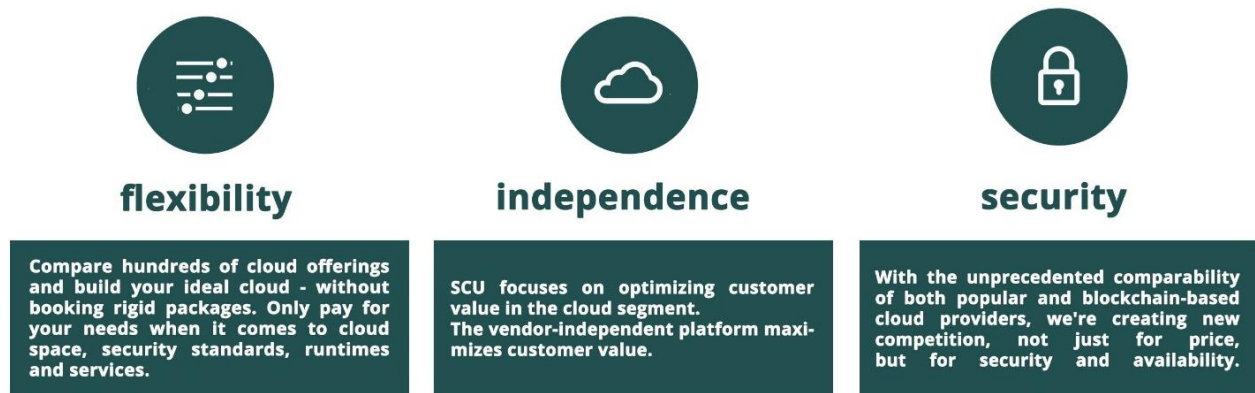 flexibility
Compare hundreds of cloud offerings
and build your ideal cloud - without
booking rigid packages. Only pay for
your needs when it comes to cloud
space, security standards, runtimes
and services.
independence
SCU focuses on optimizing customer
value in the cloud segment.
The vendor-independent platform maxi-
mizes customer value.
security
With the unprecedented comparability
of both popular and blockchain-based
cloud providers, we're creating new
competition, not just for price,
but for security and availability.